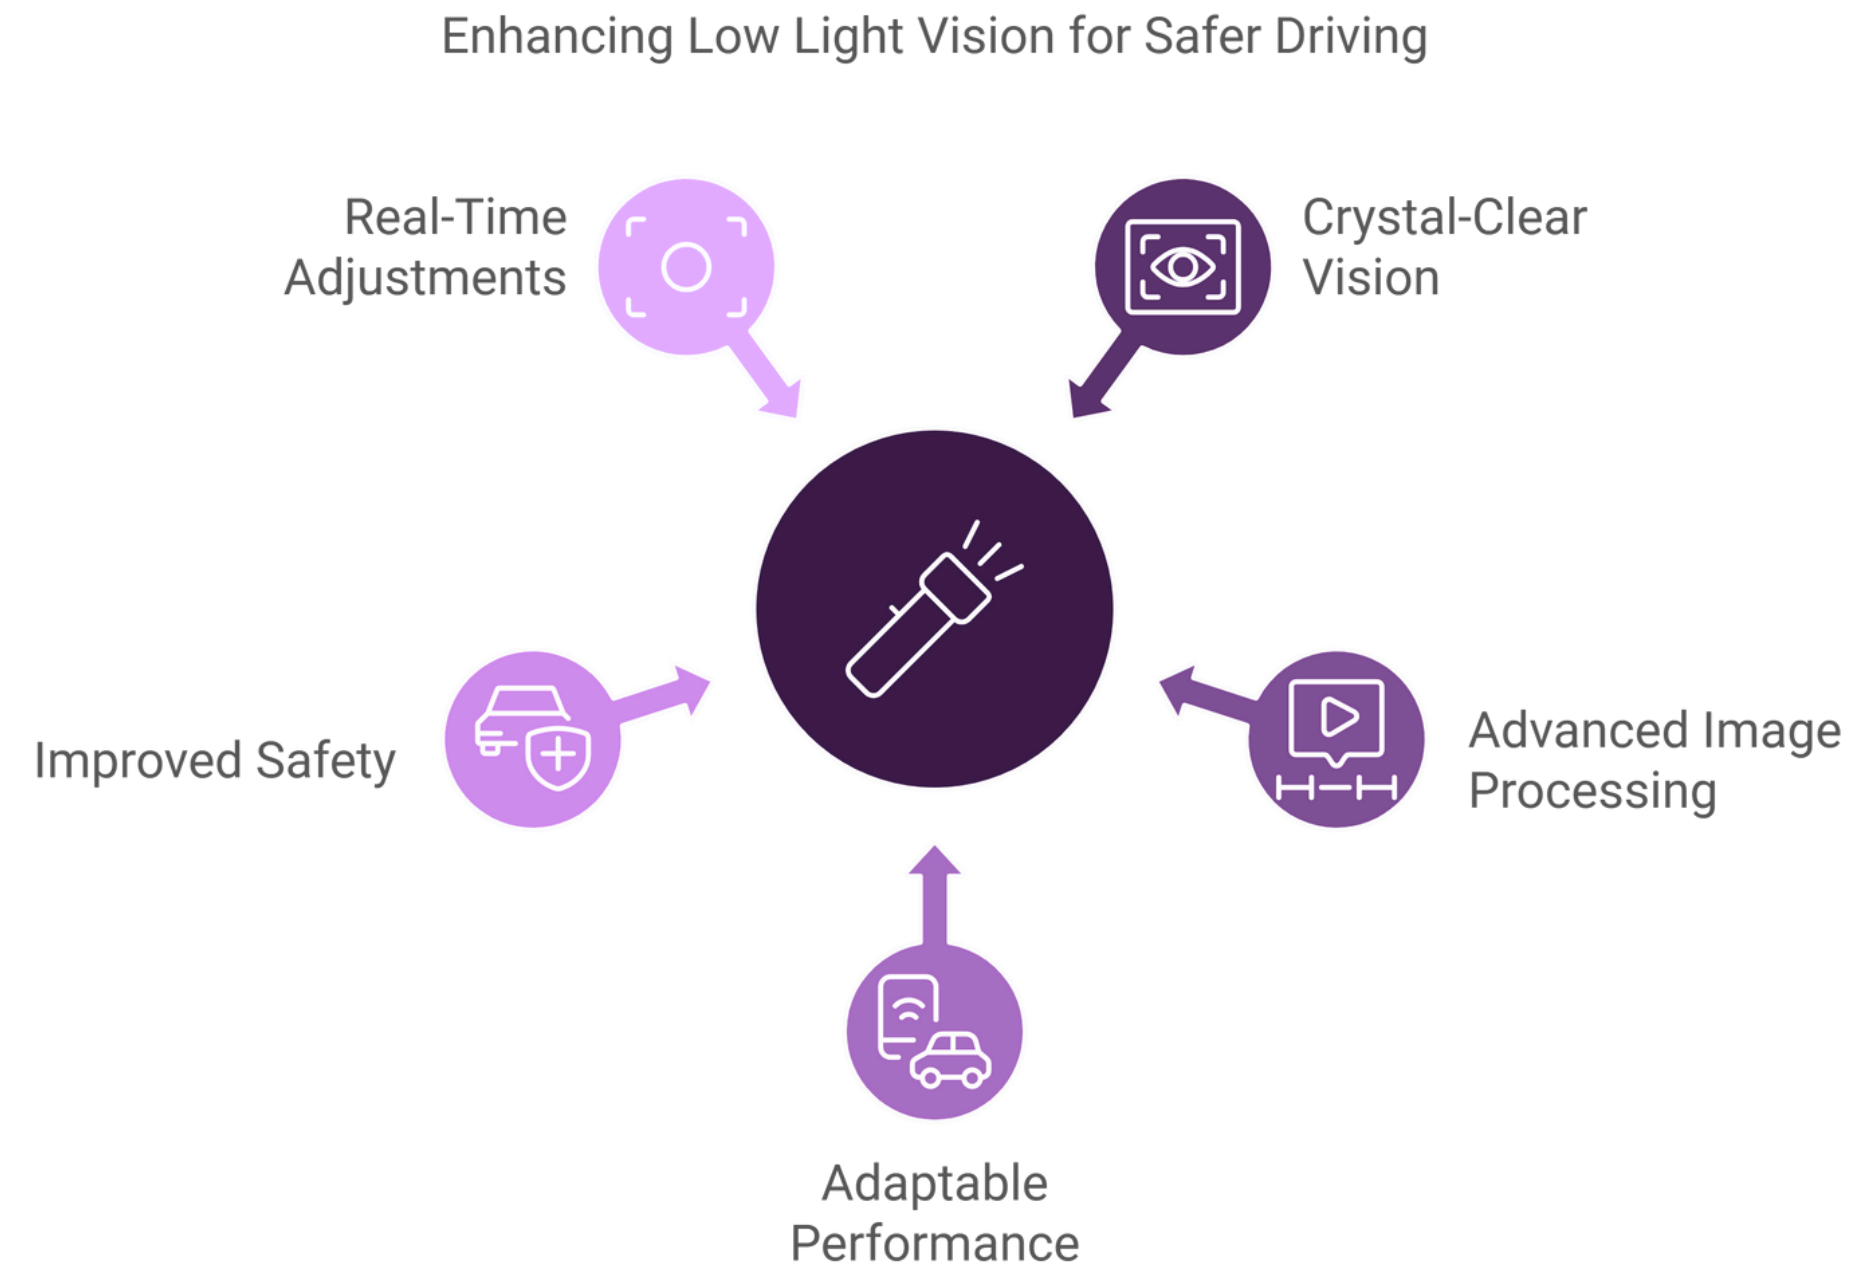 Enhancing Low Light Vision for Safer Driving
Real-Time
Adjustments
Crystal-Clear
Vision
Improved Safety
Advanced Image
Processing
Adaptable
Performance